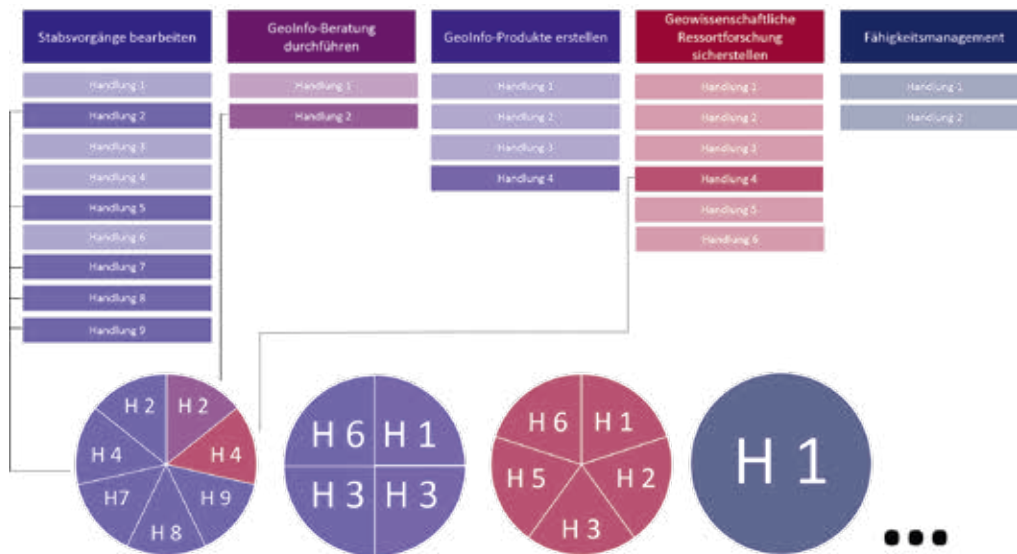 Stabsvorgänge bearbeiten
Handlung 1
Handlung 2
Handlung 3
Handlung 4
Handlung 5
Handlung 6
Handlung 7
Handlung 8
Handlung 9
GeoInfo-Beratung
durchführen
Handlung 1
Handlung 2
GeoInfo-Produkte erstellen
Handlung 1
Handlung 2
Handlung 3
Handlung 4
Geowissenschaftliche
Ressortforschung
sicherstellen
Handlung 1
Handlung 2
Handlung 3
Handlung 4
Handlung 5
Handlung 6
Fähigkeitsmanagement
Handlung 1
Handlung 2
H 2
H 2
H 4
H 4
H7
H 9
H 8
H 6
H 1
H 3
H 3
H 6
H 1
H 5
H 2
H 3
H 1